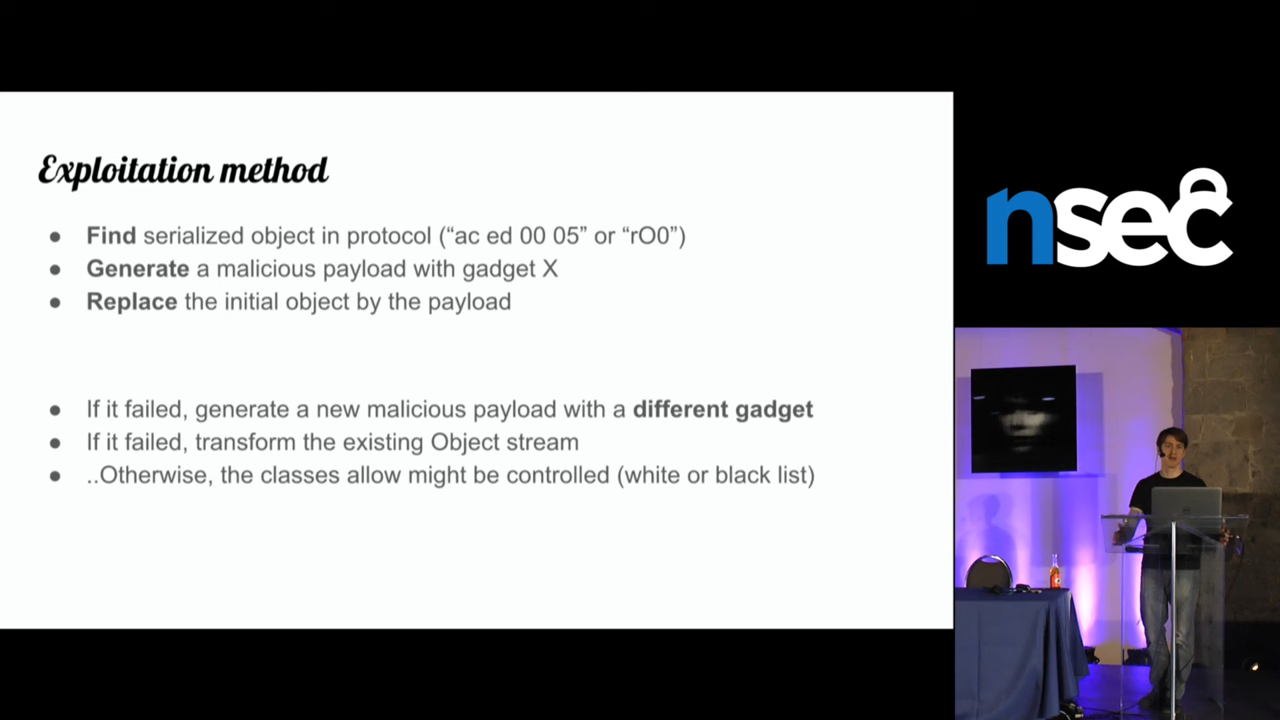 Exploitation method
● Find serialized object in protocol (“ac ed 00 05” or “rO0”)
● Generate a malicious payload with gadget X
● Replace the initial object by the payload
● If it failed, generate a new malicious payload with a different gadget
● If it failed, transform the existing Object stream
● ..Otherwise, the classes allow might be controlled (white or black list)
nsec